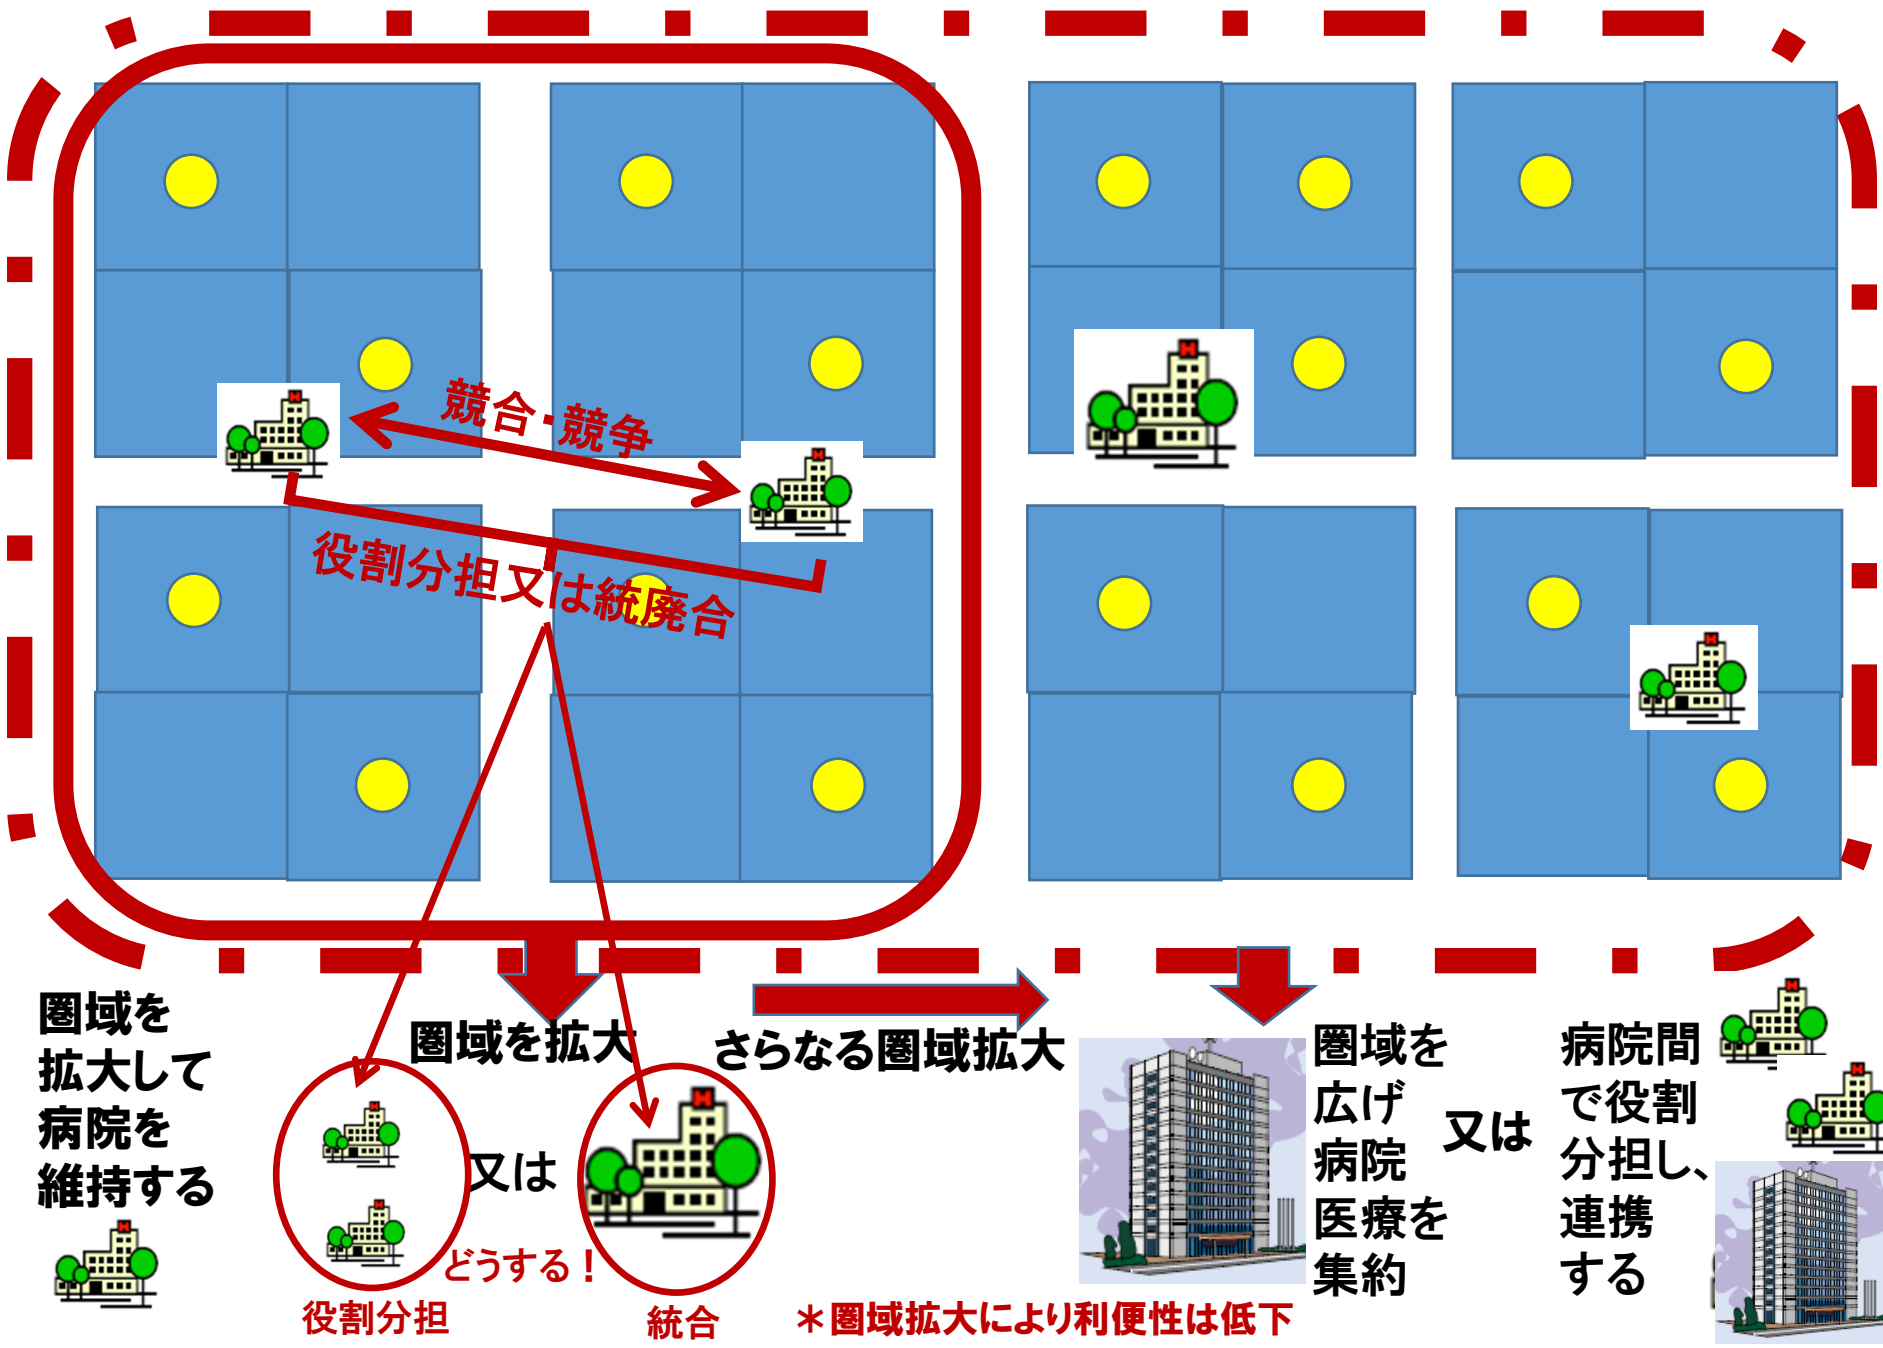 競合・競争
役割分担又は統廃合
圏域を
拡大して
病院を
維持する
圏域を拡大
又は
どうする！
役割分担
統合
さらなる圏域拡大
＊圏域拡大により利便性は低下
圏域を
広げ
病院
医療を
集約
又は
病院間
で役割
分担し、
連携
する